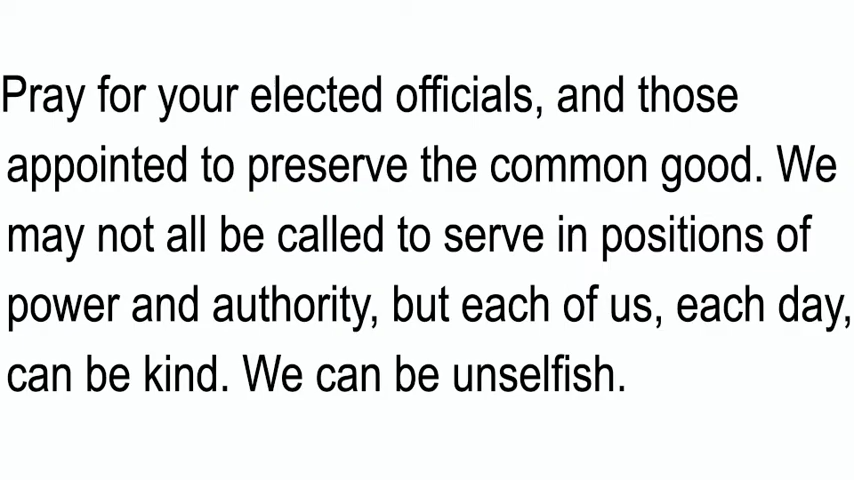 Pray for your elected officials, and those
appointed to preserve the common good. We
may not all be called to serve in positions of
power and authority, but each of us, each day,
can be kind. We can be unselfish.